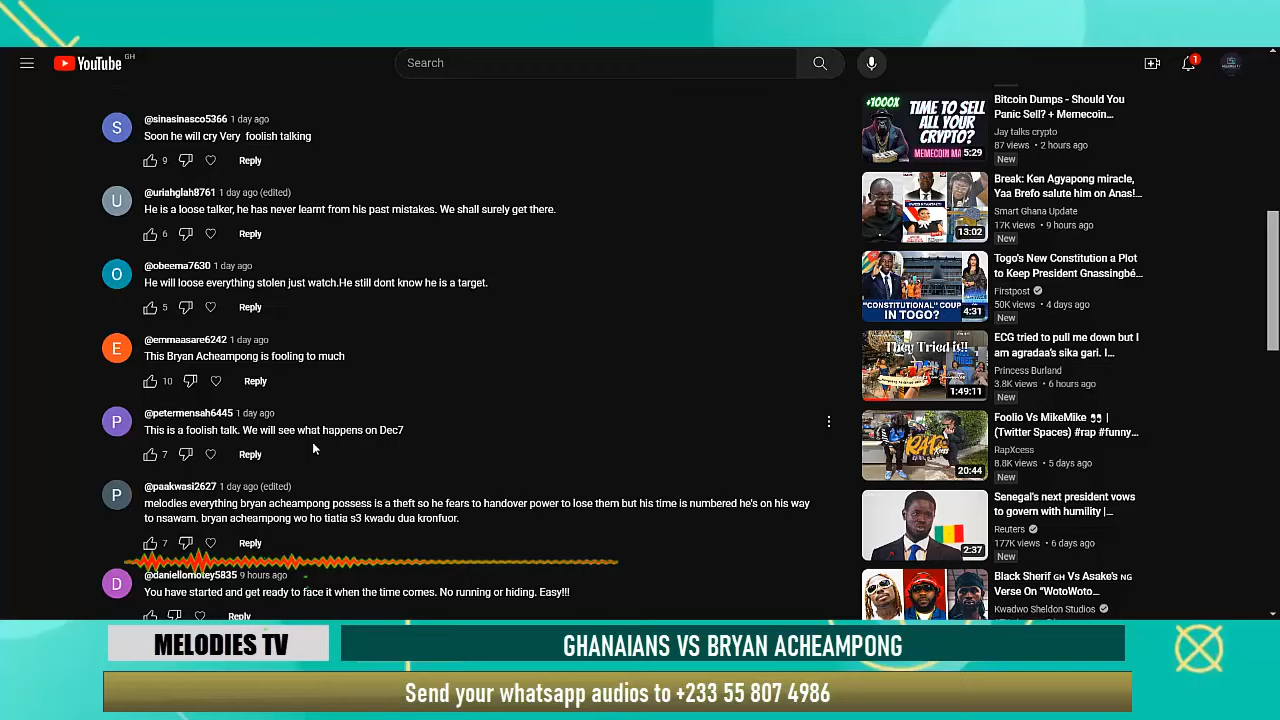 YouTube GH
Search
1
@sinasinasco5366 1 day ago
S
Soon he will cry Very foolish talking
9
Reply
@uriahglah8761 1 day ago (edited)
U
He is a loose talker, he has never learnt from his past mistakes. We shall surely get there.
6
Reply
@obeema7630 1 day ago
O
He will loose everything stolen just watch.He still dont know he is a target.
5
Reply
@emmaasare6242 1 day ago
E
This Bryan Acheampong is fooling to much
10
Reply
@petermensah6445 1 day ago
P
This is a foolish talk. We will see what happens on Dec7
7
Reply
@paakwasi2627 1 day ago (edited)
P
melodies everything bryan acheampong possess is a theft so he fears to handover power to lose them but his time is numbered he's on his way
to nsawam. bryan acheampong wo ho tiatia s3 kwadu dua kronfuor.
7
Reply
@daniellomotey5835 9 hours ago
D
You have started and get ready to face it when the time comes. No running or hiding. Easy!!!
Reply
+1000X
TIME TO SELL
ALL YOUR
CRYPTO?
5:29
Bitcoin Dumps - Should You
Panic Sell? + Memecoin...
Jay talks crypto
87 views • 2 hours ago
New
13:02
Break: Ken Agyapong miracle,
Yaa Brefo salute him on Anas!...
Smart Ghana Update
17K views • 9 hours ago
New
"CONSTITUTIONAL" COUP
IN TOGO?
4:31
Togo's New Constitution a Plot
to Keep President Gnassingbé...
Firstpost
50K views • 4 days ago
New
They Tried it!!
1:49:11
ECG tried to pull me down but I
am agradaa's sika gari. I...
Princess Burland
3.8K views • 6 hours ago
New
RAP
20:44
Foolio Vs MikeMike 👀 |
(Twitter Spaces) #rap #funny...
RapXcess
8.8K views • 5 days ago
New
2:37
Senegal's next president vows
to govern with humility |...
Reuters
177K views • 6 days ago
New
Black Sherif GH Vs Asake's NG
Verse On "WotoWoto...
Kwadwo Sheldon Studios
MELODIES TV
GHANAIANS VS BRYAN ACHEAMPONG
Send your whatsapp audios to +233 55 807 4986